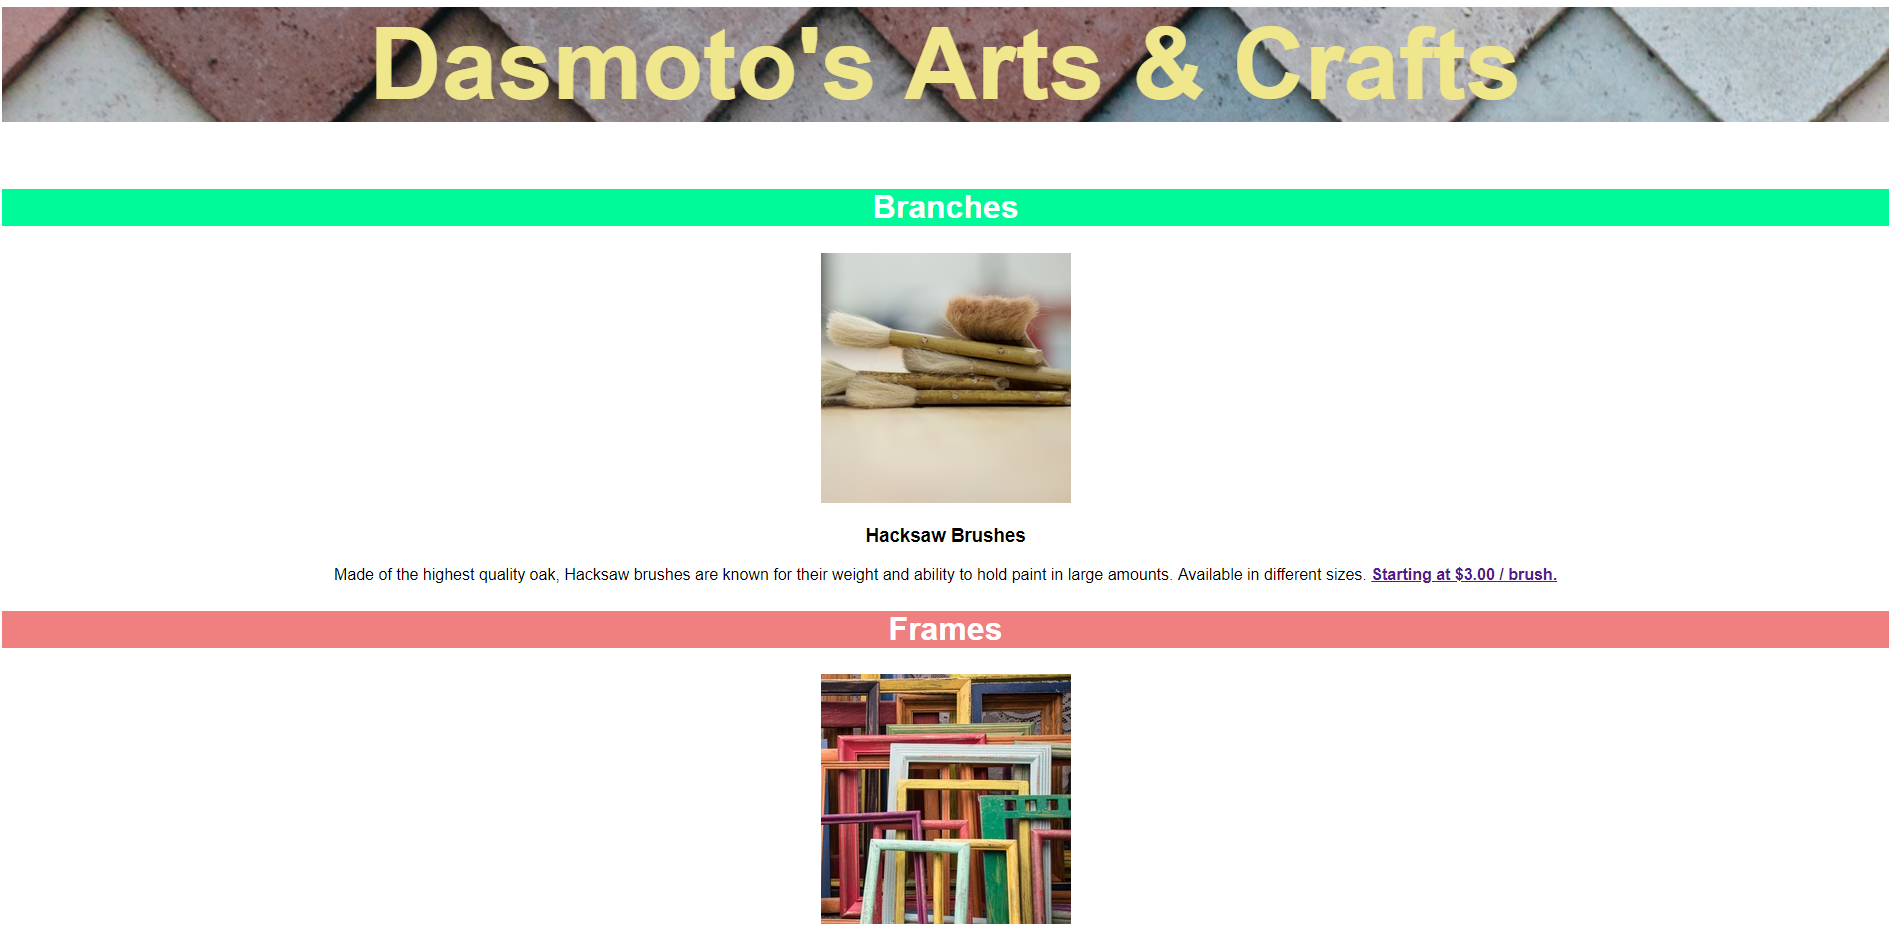 Dasmoto's Arts & Crafts
Branches
Hacksaw Brushes
Made of the highest quality oak, Hacksaw brushes are known for their weight and ability to hold paint in large amounts. Available in different sizes. Starting at $3.00 / brush.
Frames